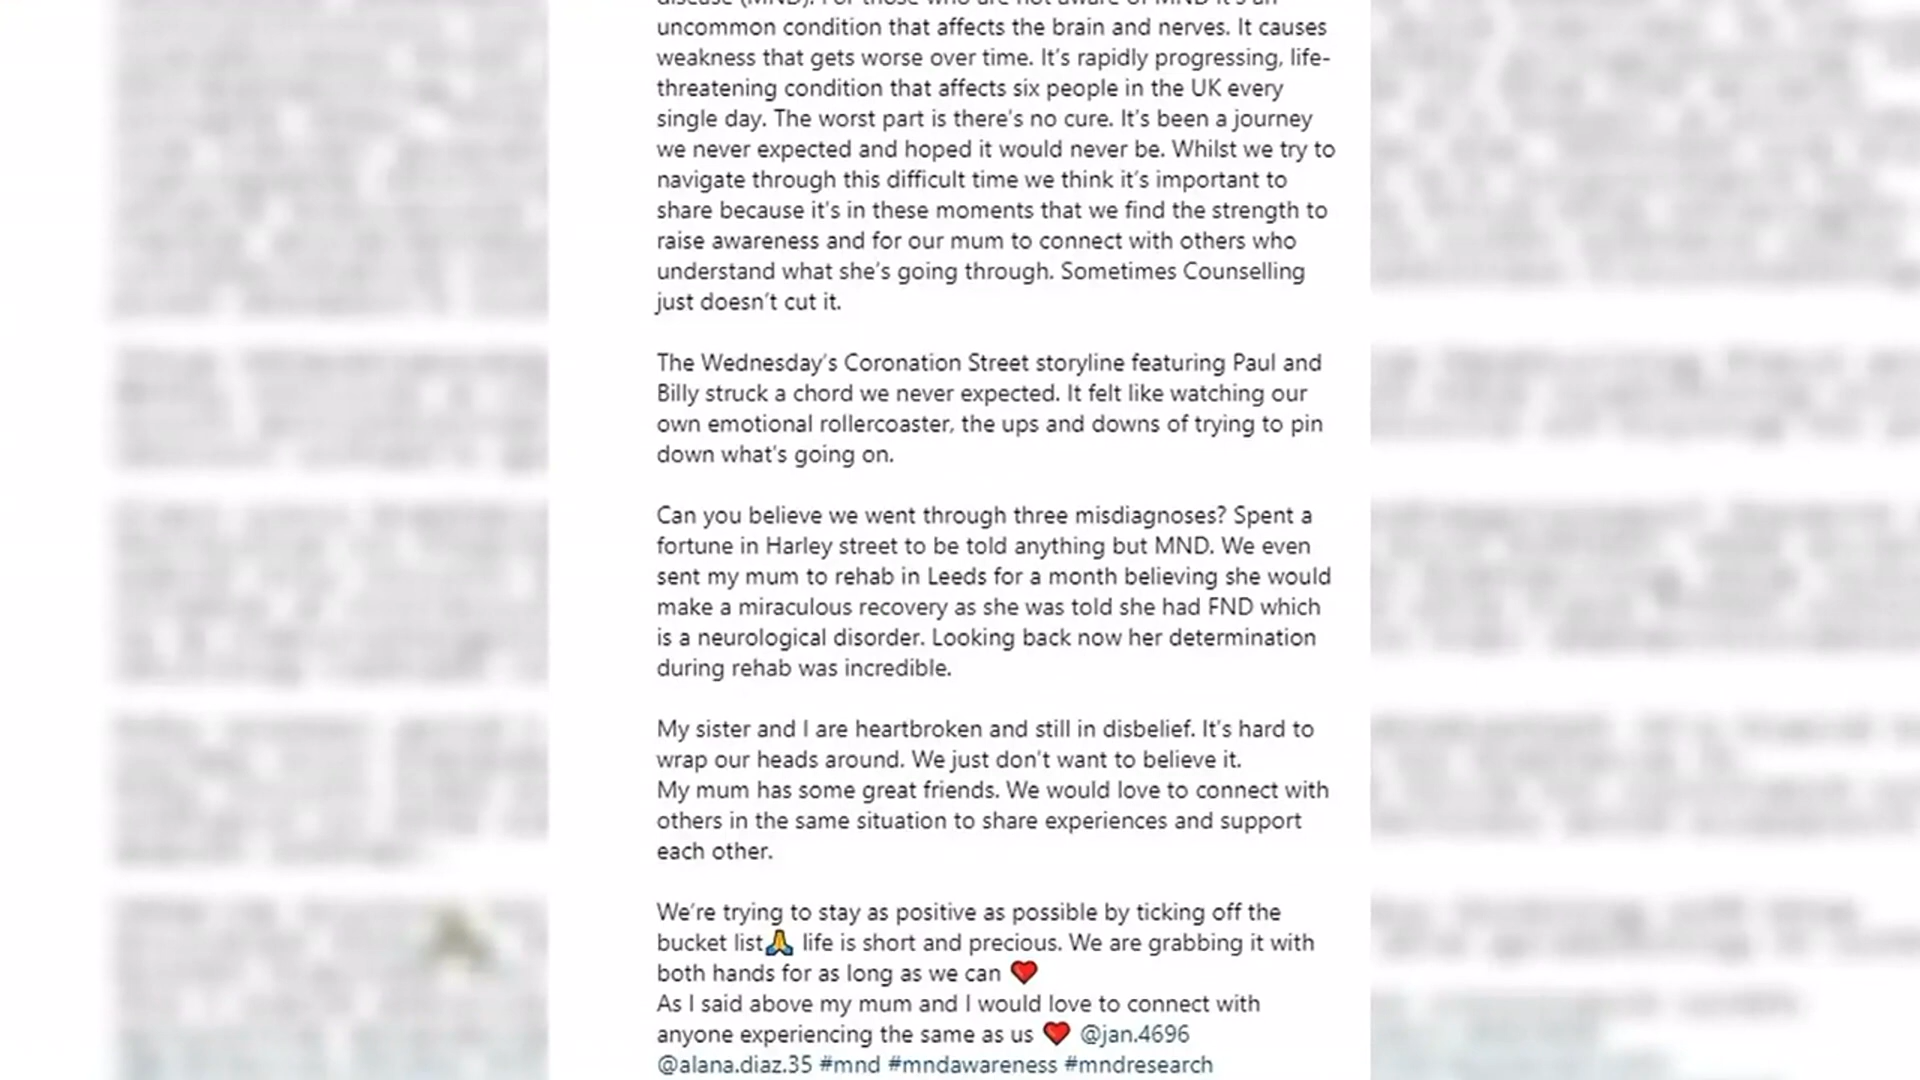 disease (MND). For those who are not aware of MND it's an
uncommon condition that affects the brain and nerves. It causes
weakness that gets worse over time. It's rapidly progressing, life-
threatening condition that affects six people in the UK every
single day. The worst part is there's no cure. It's been a journey
we never expected and hoped it would never be. Whilst we try to
navigate through this difficult time we think it's important to
share because it's in these moments that we find the strength to
raise awareness and for our mum to connect with others who
understand what she's going through. Sometimes Counselling
just doesn't cut it.
The Wednesday's Coronation Street storyline featuring Paul and
Billy struck a chord we never expected. It felt like watching our
own emotional rollercoaster, the ups and downs of trying to pin
down what's going on.
Can you believe we went through three misdiagnoses? Spent a
fortune in Harley street to be told anything but MND. We even
sent my mum to rehab in Leeds for a month believing she would
make a miraculous recovery as she was told she had FND which
is a neurological disorder. Looking back now her determination
during rehab was incredible.
My sister and I are heartbroken and still in disbelief. It's hard to
wrap our heads around. We just don't want to believe it.
My mum has some great friends. We would love to connect with
others in the same situation to share experiences and support
each other.
We're trying to stay as positive as possible by ticking off the
bucket list🙏 life is short and precious. We are grabbing it with
both hands for as long as we can ❤️
As I said above my mum and I would love to connect with
anyone experiencing the same as us ❤️ @jan.4696
@alana.diaz.35 #mnd #mndawareness #mndresearch